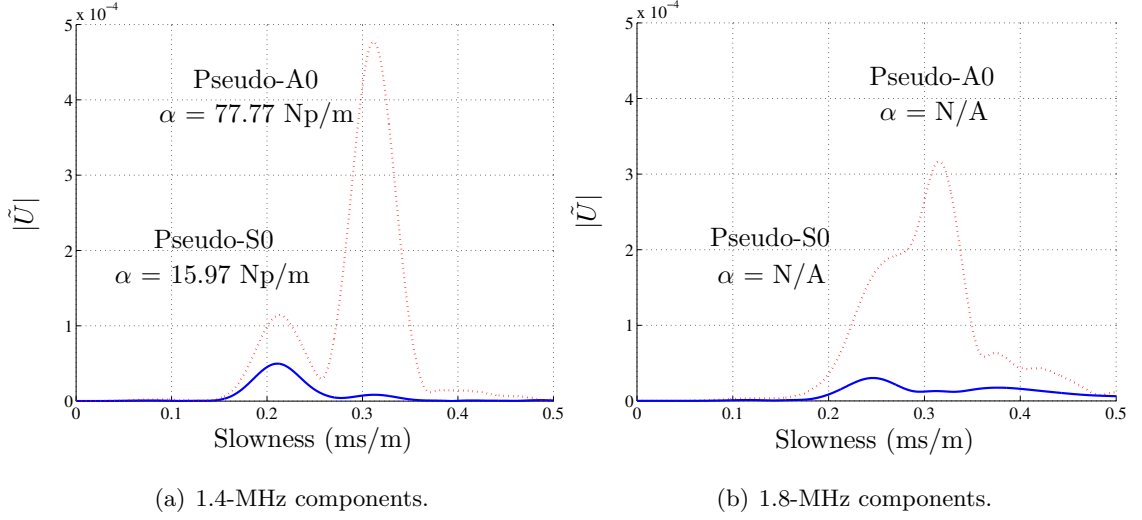 x 10⁻⁴
5
4
3
2
1
0
0
0.1
0.2
0.3
0.4
0.5
|Ũ|
Slowness (ms/m)
Pseudo-A0
α = 77.77 Np/m
Pseudo-S0
α = 15.97 Np/m
(a) 1.4-MHz components.
x 10⁻⁴
5
4
3
2
1
0
0
0.1
0.2
0.3
0.4
0.5
|Ũ|
Slowness (ms/m)
Pseudo-A0
α = N/A
Pseudo-S0
α = N/A
(b) 1.8-MHz components.